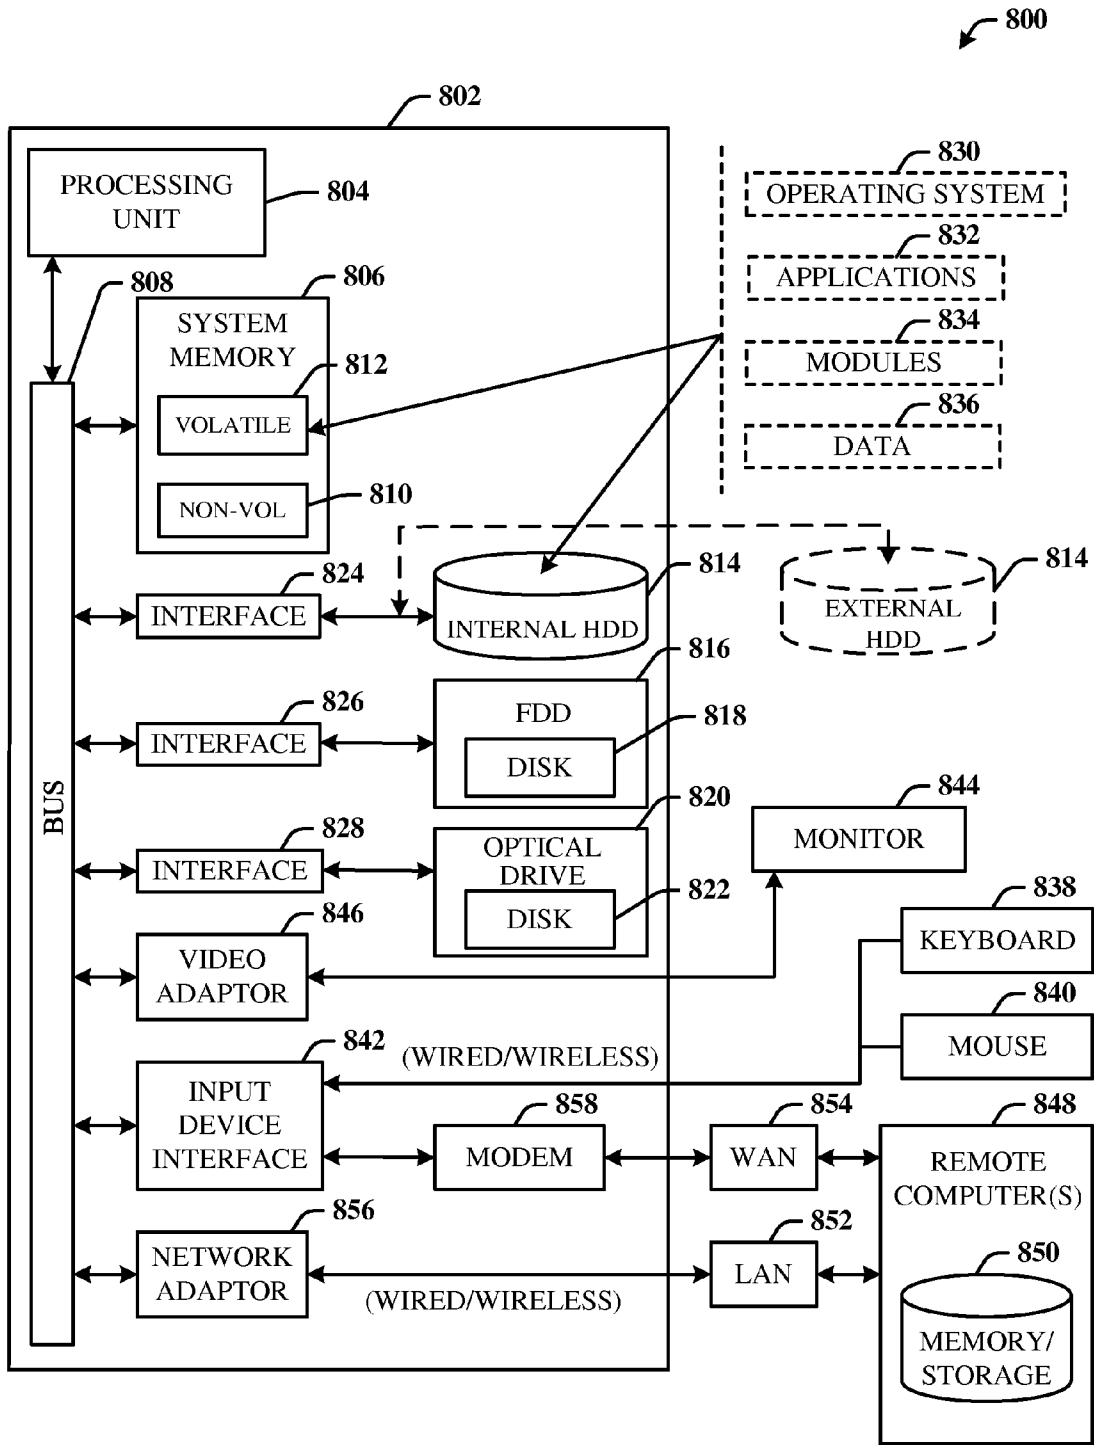 800
802
PROCESSING
UNIT
804
808
806
SYSTEM
MEMORY
812
VOLATILE
NON-VOL
810
830
OPERATING SYSTEM
832
APPLICATIONS
834
MODULES
836
DATA
824
INTERFACE
INTERNAL HDD
814
EXTERNAL
HDD
814
816
826
INTERFACE
FDD
818
DISK
BUS
820
828
INTERFACE
OPTICAL
DRIVE
822
DISK
844
MONITOR
838
KEYBOARD
846
VIDEO
ADAPTOR
840
MOUSE
842
(WIRED/WIRELESS)
INPUT
DEVICE
INTERFACE
858
MODEM
854
WAN
848
REMOTE
COMPUTER(S)
856
NETWORK
ADAPTOR
(WIRED/WIRELESS)
852
LAN
850
MEMORY/
STORAGE